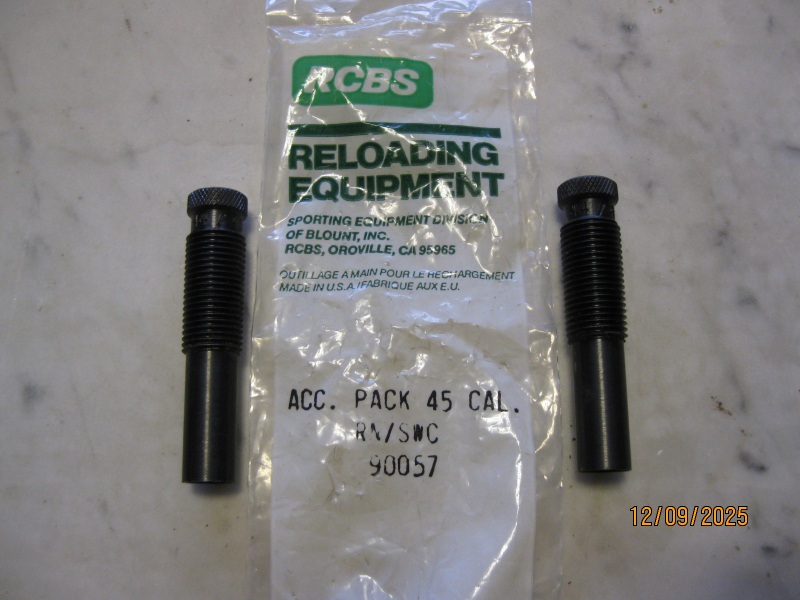 RCBS
RELOADING
EQUIPMENT
SPORTING EQUIPMENT DIVISION
OF BLOUNT, INC.
RCBS, OROVILLE, CA 95965
OUTILLAGE A MAIN POUR LE RECHARGEMENT
MADE IN U.S.A./FABRIQUE AUX E.U.
ACC. PACK 45 CAL.
RN/SWC
90057
12/09/2025